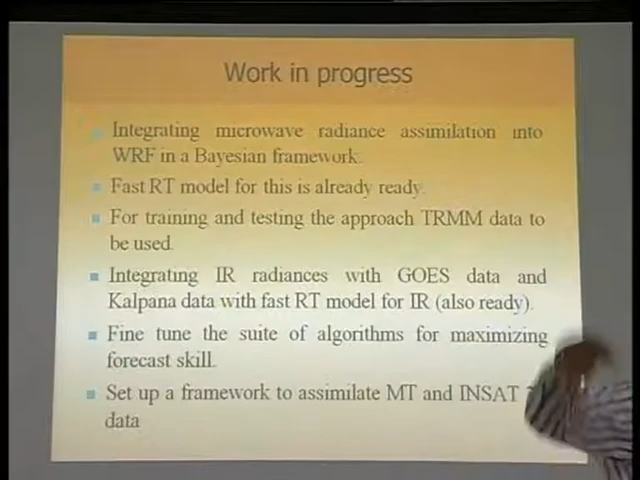 Work in progress
Integrating microwave radiance assimilation into
WRF in a Bayesian framework.
Fast RT model for this is already ready.
For training and testing the approach TRMM data to
be used
Integrating IR radiances with GOES data and
Kalpana data with fast RT model for IR (also ready).
Fine tune the suite of algorithms for maximizing
forecast skill.
Set up a framework to assimilate MT and INSAT
data